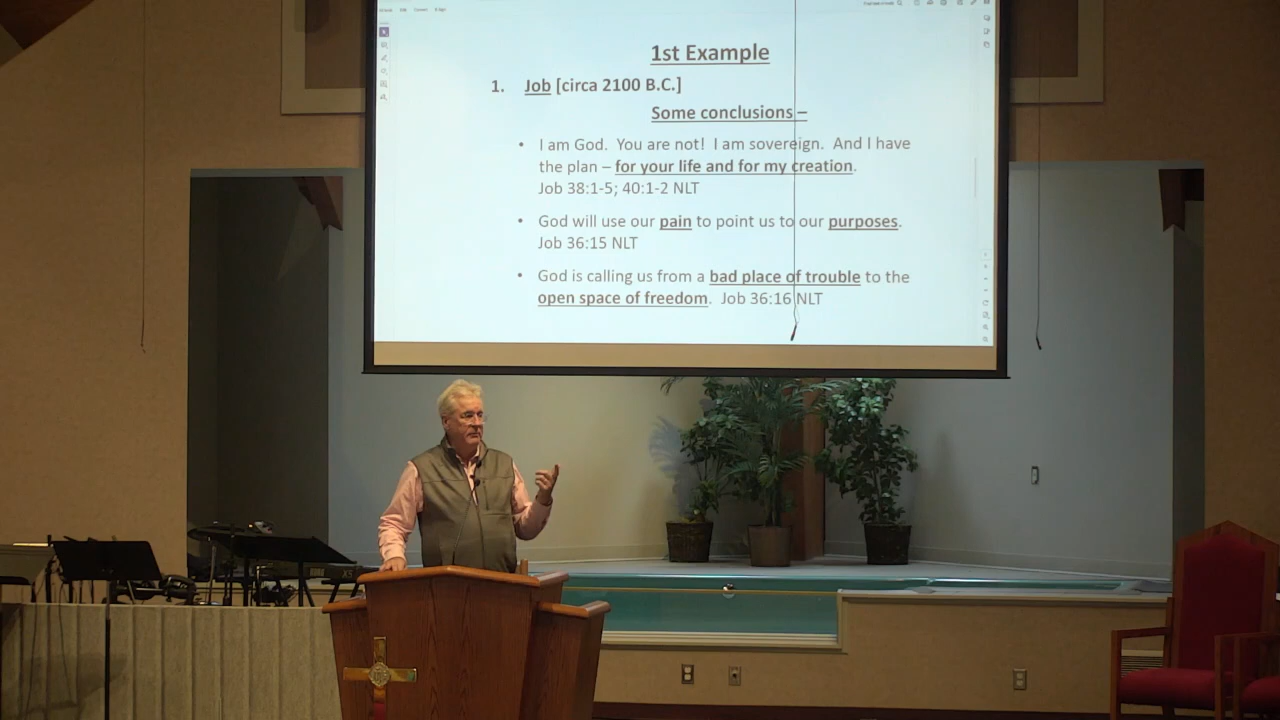 1st Example
1. Job [circa 2100 B.C.]
Some conclusions –
• I am God. You are not! I am sovereign. And I have
the plan – for your life and for my creation.
Job 38:1-5; 40:1-2 NLT
• God will use our pain to point us to our purposes.
Job 36:15 NLT
• God is calling us from a bad place of trouble to the
open space of freedom. Job 36:16 NLT